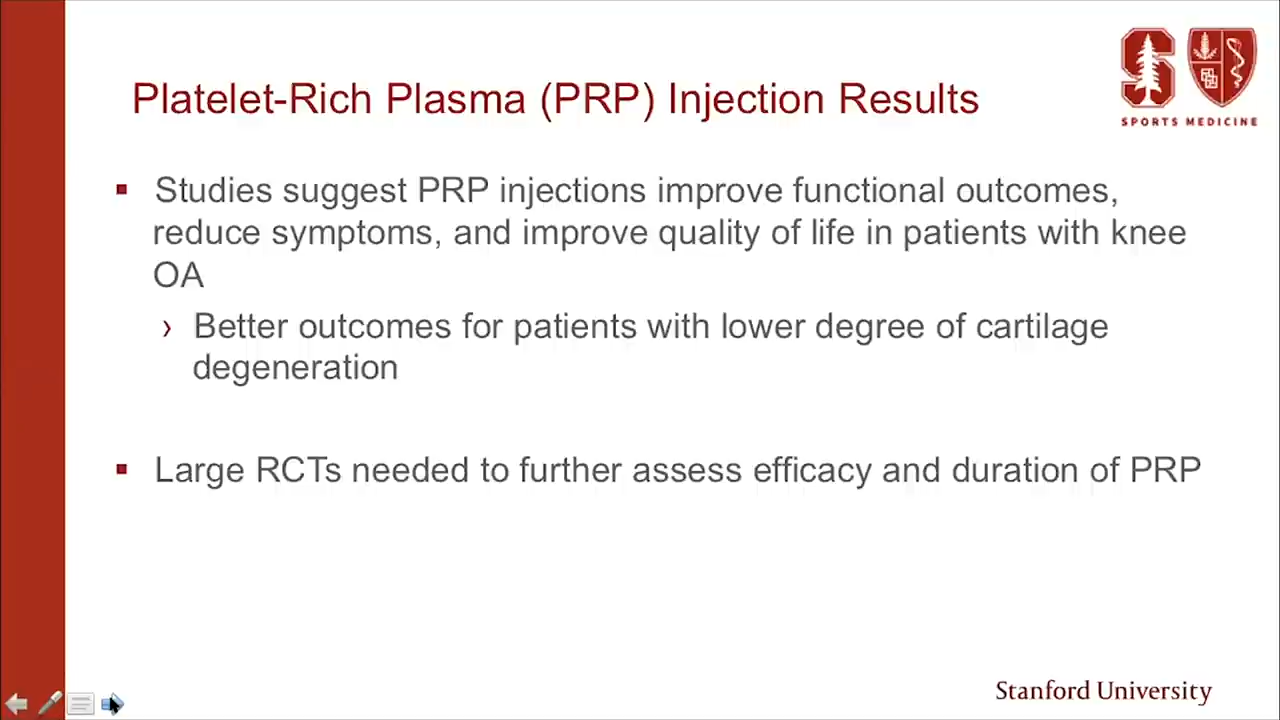 Platelet-Rich Plasma (PRP) Injection Results
SPORTS MEDICINE
▪ Studies suggest PRP injections improve functional outcomes,
reduce symptoms, and improve quality of life in patients with knee
OA
› Better outcomes for patients with lower degree of cartilage
degeneration
▪ Large RCTs needed to further assess efficacy and duration of PRP
Stanford University